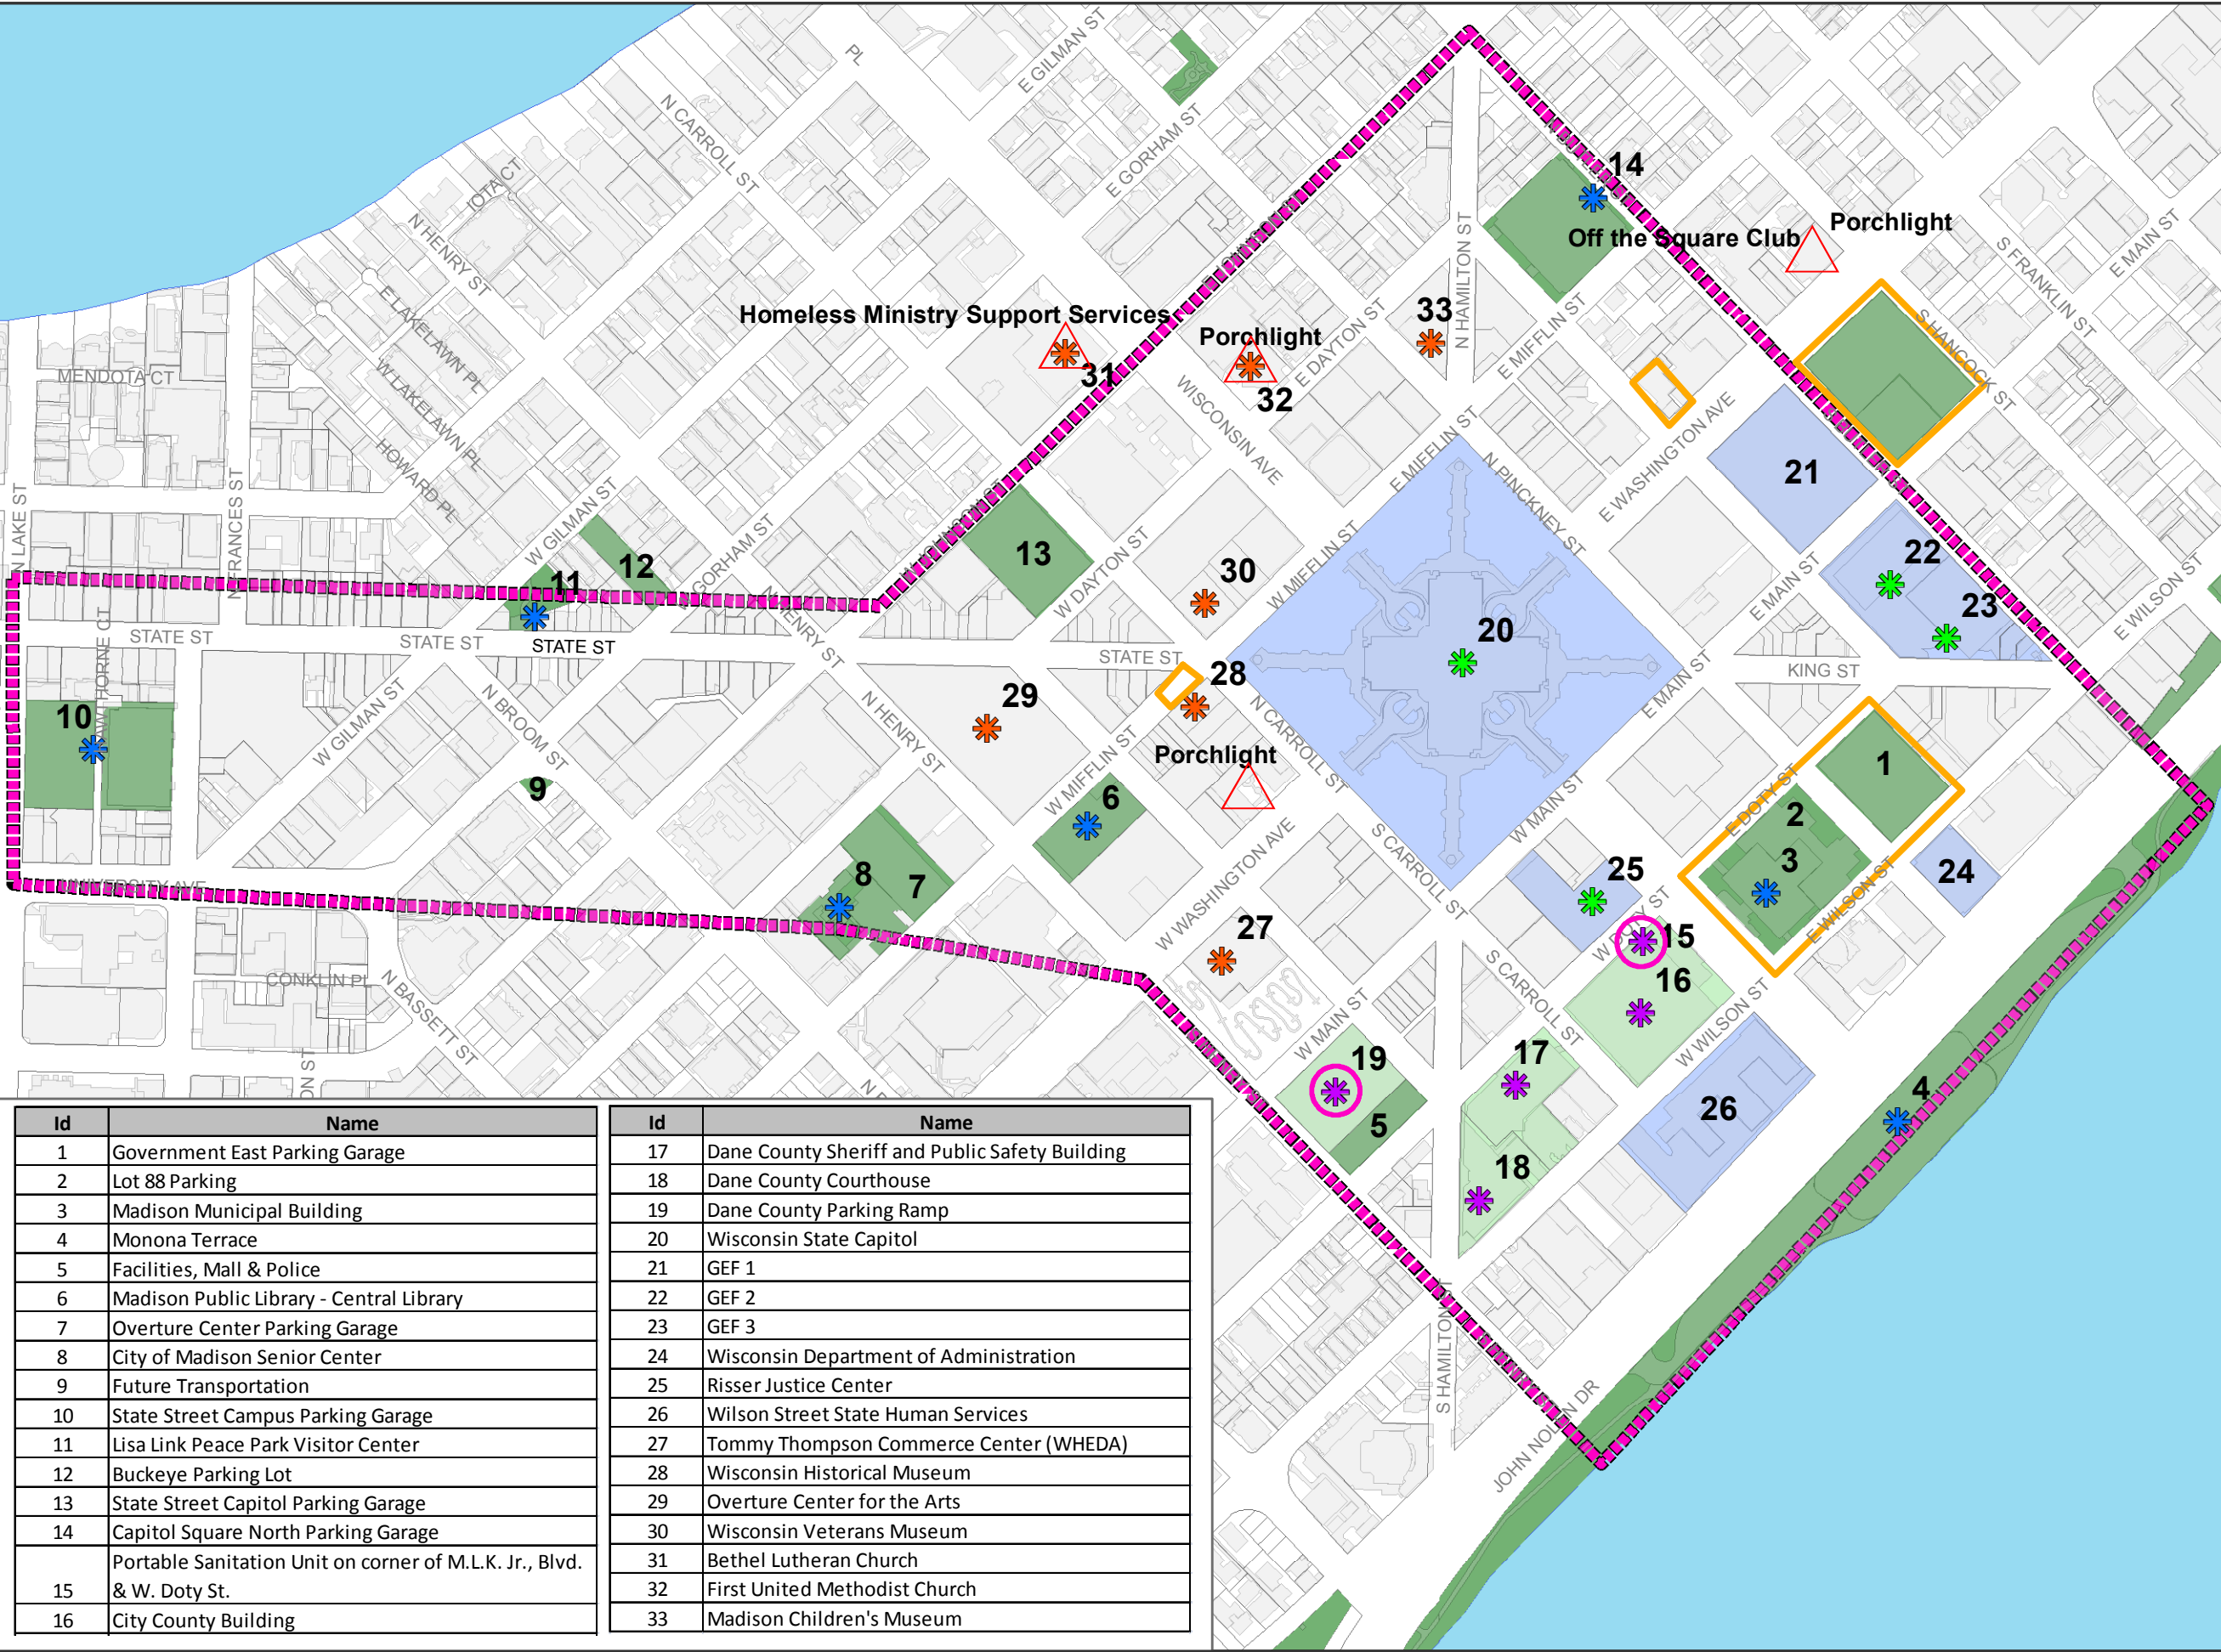 PL
E GILMAN ST
N CARROLL ST
E GORHAM ST
IOTA CT
N HENRY ST
14
Porchlight
Off the Square Club
S FRANKLIN ST
E MAIN ST
N HAMILTON ST
E LAKELAWN PL
Homeless Ministry Support Services
Porchlight
33
E DAYTON ST
E MIFFLIN ST
S HANCOCK ST
31
32
MENDOTA CT
W LAKELAWN PL
WISCONSIN AVE
E WASHINGTON AVE
HOWARD PL
E MIFFLIN ST
N PINCKNEY ST
21
N LAKE ST
N FRANCES ST
W GILMAN ST
E GORHAM ST
12
11
13
W DAYTON ST
30
W MIFFLIN ST
22
23
E MAIN ST
E WILSON ST
HAWTHORNE CT
STATE ST
STATE ST
STATE ST
N HENRY ST
STATE ST
20
28
KING ST
E MAIN ST
10
W GILMAN ST
N BROOM ST
N HENRY ST
29
N CARROLL ST
Porchlight
W MIFFLIN ST
6
9
1
E DOTY ST
2
3
W MAIN ST
24
8
7
UNIVERSITY AVE
W WASHINGTON AVE
S CARROLL ST
25
W DOTY ST
E WILSON ST
27
15
16
CONKLIN PL
N BASSETT ST
S CARROLL ST
W WILSON ST
W MAIN ST
19
17
5
18
26
4
ON ST
S HAMILTON ST
JOHN NOLEN DR
Id Name
1 Government East Parking Garage
2 Lot 88 Parking
3 Madison Municipal Building
4 Monona Terrace
5 Facilities, Mall & Police
6 Madison Public Library - Central Library
7 Overture Center Parking Garage
8 City of Madison Senior Center
9 Future Transportation
10 State Street Campus Parking Garage
11 Lisa Link Peace Park Visitor Center
12 Buckeye Parking Lot
13 State Street Capitol Parking Garage
14 Capitol Square North Parking Garage
Portable Sanitation Unit on corner of M.L.K. Jr., Blvd.
15 & W. Doty St.
16 City County Building
Id Name
17 Dane County Sheriff and Public Safety Building
18 Dane County Courthouse
19 Dane County Parking Ramp
20 Wisconsin State Capitol
21 GEF 1
22 GEF 2
23 GEF 3
24 Wisconsin Department of Administration
25 Risser Justice Center
26 Wilson Street State Human Services
27 Tommy Thompson Commerce Center (WHEDA)
28 Wisconsin Historical Museum
29 Overture Center for the Arts
30 Wisconsin Veterans Museum
31 Bethel Lutheran Church
32 First United Methodist Church
33 Madison Children's Museum